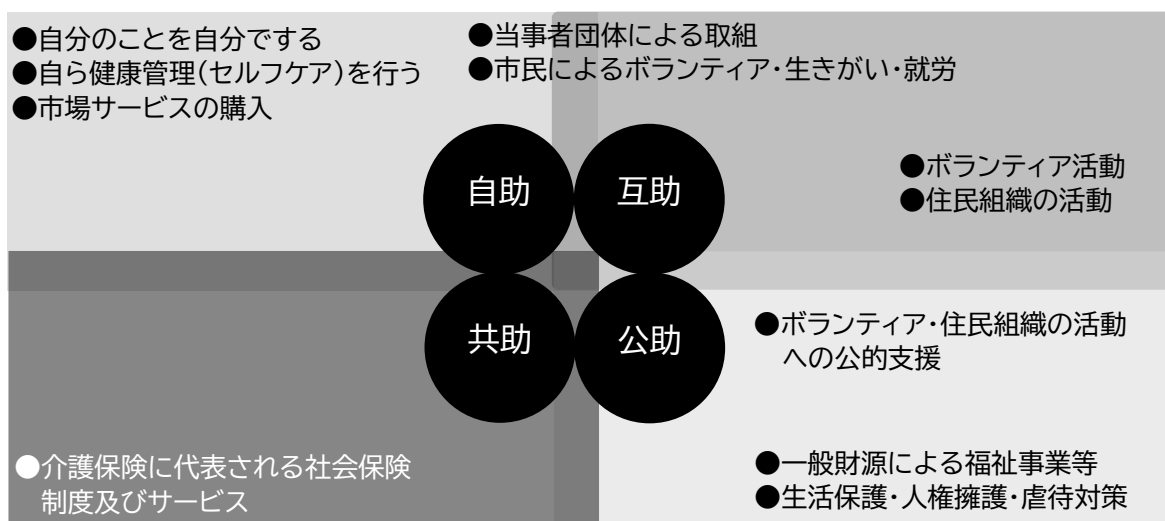 ●自分のことを自分でする
●自ら健康管理(セルフケア)を行う
●市場サービスの購入
●当事者団体による取組
●市民によるボランティア・生きがい・就労
●ボランティア活動
●住民組織の活動
自助
互助
共助
公助
●ボランティア・住民組織の活動
への公的支援
●介護保険に代表される社会保険
制度及びサービス
●一般財源による福祉事業等
●生活保護・人権擁護・虐待対策